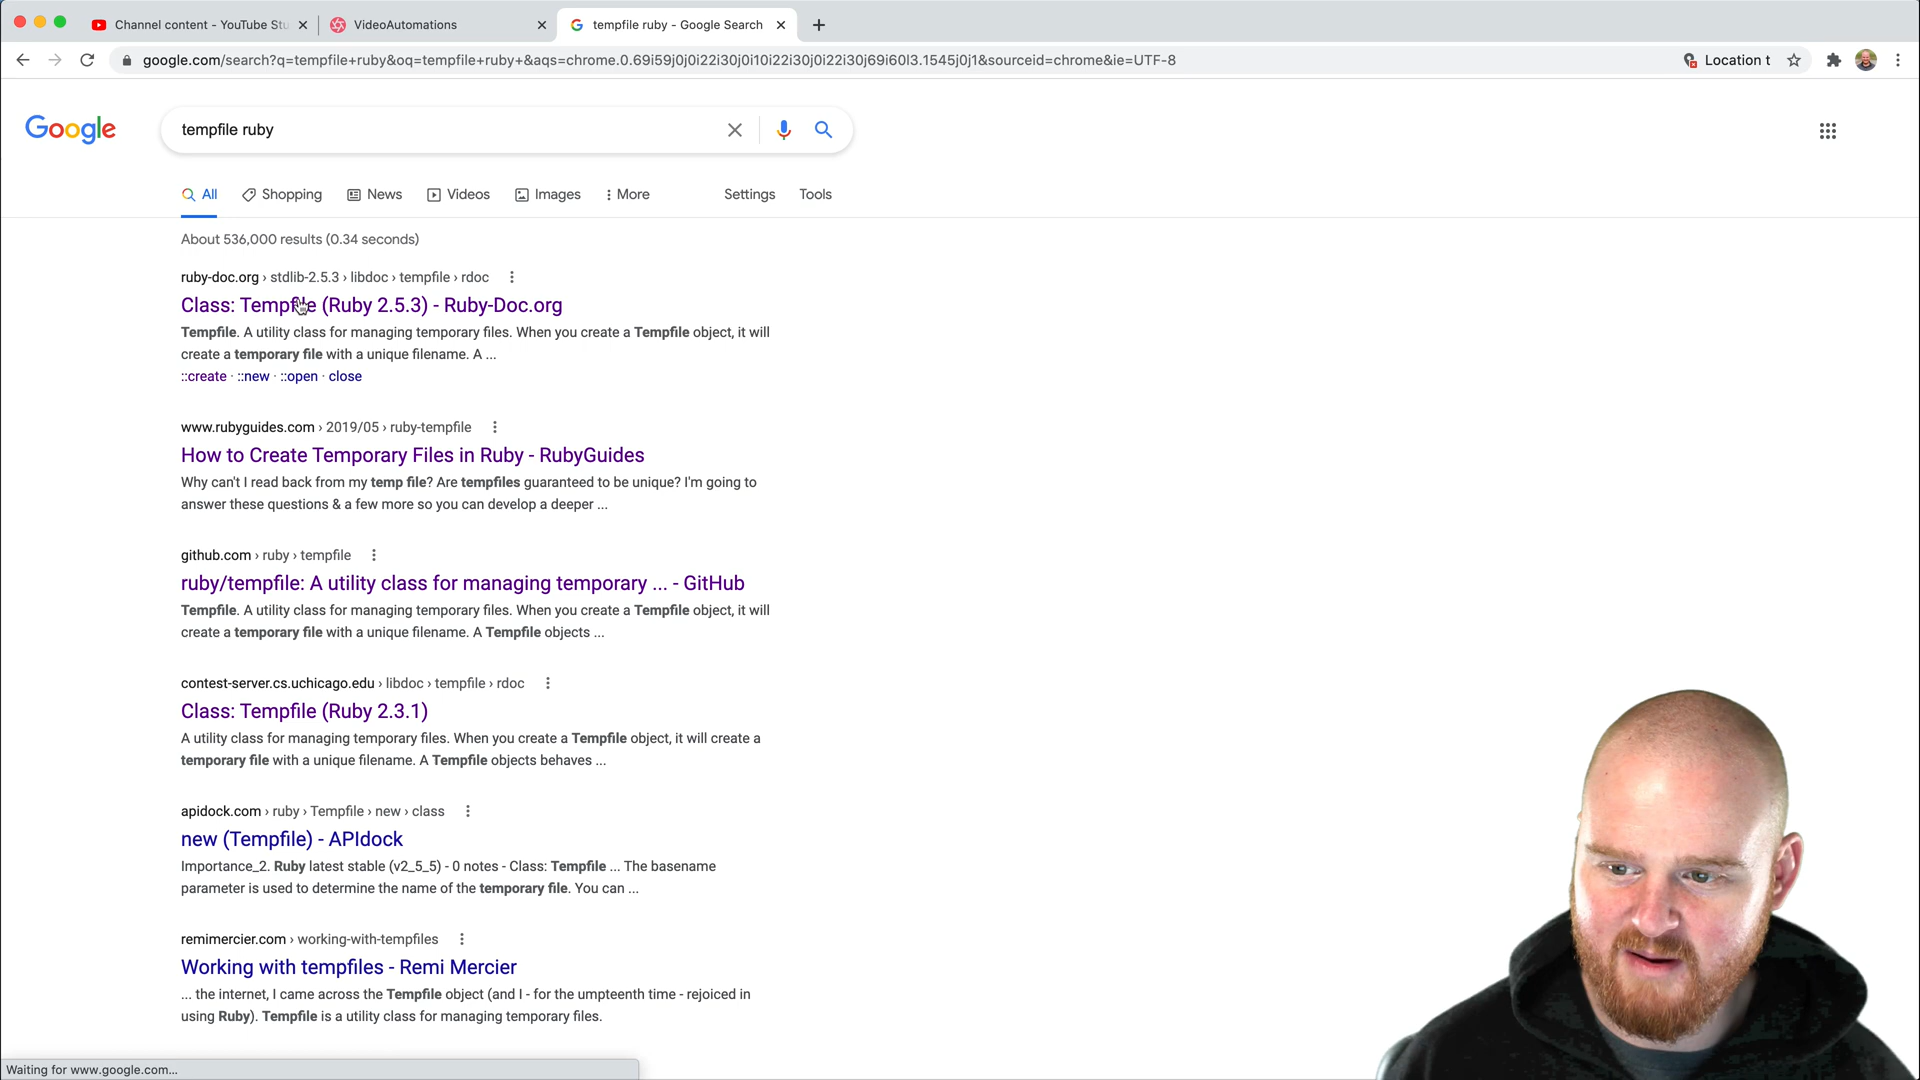 Channel content - YouTube Stu
VideoAutomations
tempfile ruby - Google Search
google.com/search?q=tempfile+ruby&oq=tempfile+ruby+&aqs=chrome.0.69i59j0j0i22i30j0i10i22i30j0i22i30j69i60l3.1545j0j1&sourceid=chrome&ie=UTF-8
Location t
Google
tempfile ruby
All
Shopping
News
Videos
Images
More
Settings
Tools
About 536,000 results (0.34 seconds)
ruby-doc.org › stdlib-2.5.3 › libdoc › tempfile › rdoc
Class: Tempfile (Ruby 2.5.3) - Ruby-Doc.org
Tempfile. A utility class for managing temporary files. When you create a Tempfile object, it will
create a temporary file with a unique filename. A ...
::create · ::new · ::open · close
www.rubyguides.com › 2019/05 › ruby-tempfile
How to Create Temporary Files in Ruby - RubyGuides
Why can't I read back from my temp file? Are tempfiles guaranteed to be unique? I'm going to
answer these questions & a few more so you can develop a deeper ...
github.com › ruby › tempfile
ruby/tempfile: A utility class for managing temporary ... - GitHub
Tempfile. A utility class for managing temporary files. When you create a Tempfile object, it will
create a temporary file with a unique filename. A Tempfile objects ...
contest-server.cs.uchicago.edu › libdoc › tempfile › rdoc
Class: Tempfile (Ruby 2.3.1)
A utility class for managing temporary files. When you create a Tempfile object, it will create a
temporary file with a unique filename. A Tempfile objects behaves ...
apidock.com › ruby › Tempfile › new › class
new (Tempfile) - APIdock
Importance_2. Ruby latest stable (v2_5_5) - 0 notes - Class: Tempfile ... The basename
parameter is used to determine the name of the temporary file. You can ...
remimercier.com › working-with-tempfiles
Working with tempfiles - Remi Mercier
... the internet, I came across the Tempfile object (and I - for the umpteenth time - rejoiced in
using Ruby). Tempfile is a utility class for managing temporary files.
Waiting for www.google.com...